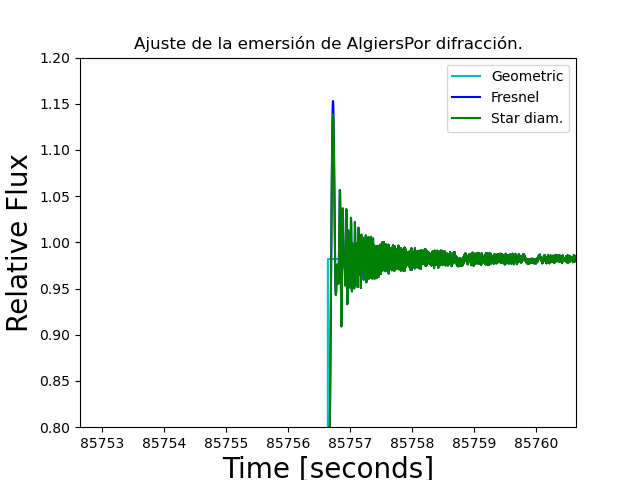 Ajuste de la emersión de AlgiersPor difracción.
Relative Flux
1.20
1.15
1.10
1.05
1.00
0.95
0.90
0.85
0.80
Geometric
Fresnel
Star diam.
85753 85754 85755 85756 85757 85758 85759 85760
Time [seconds]